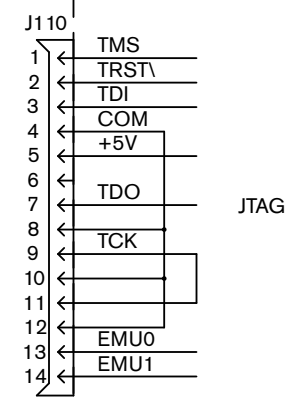 J110
1 TMS
2 TRST\
3 TDI
4 COM
5 +5V
6
7 TDO
8
9 TCK
10
11
12
13 EMU0
14 EMU1
JTAG